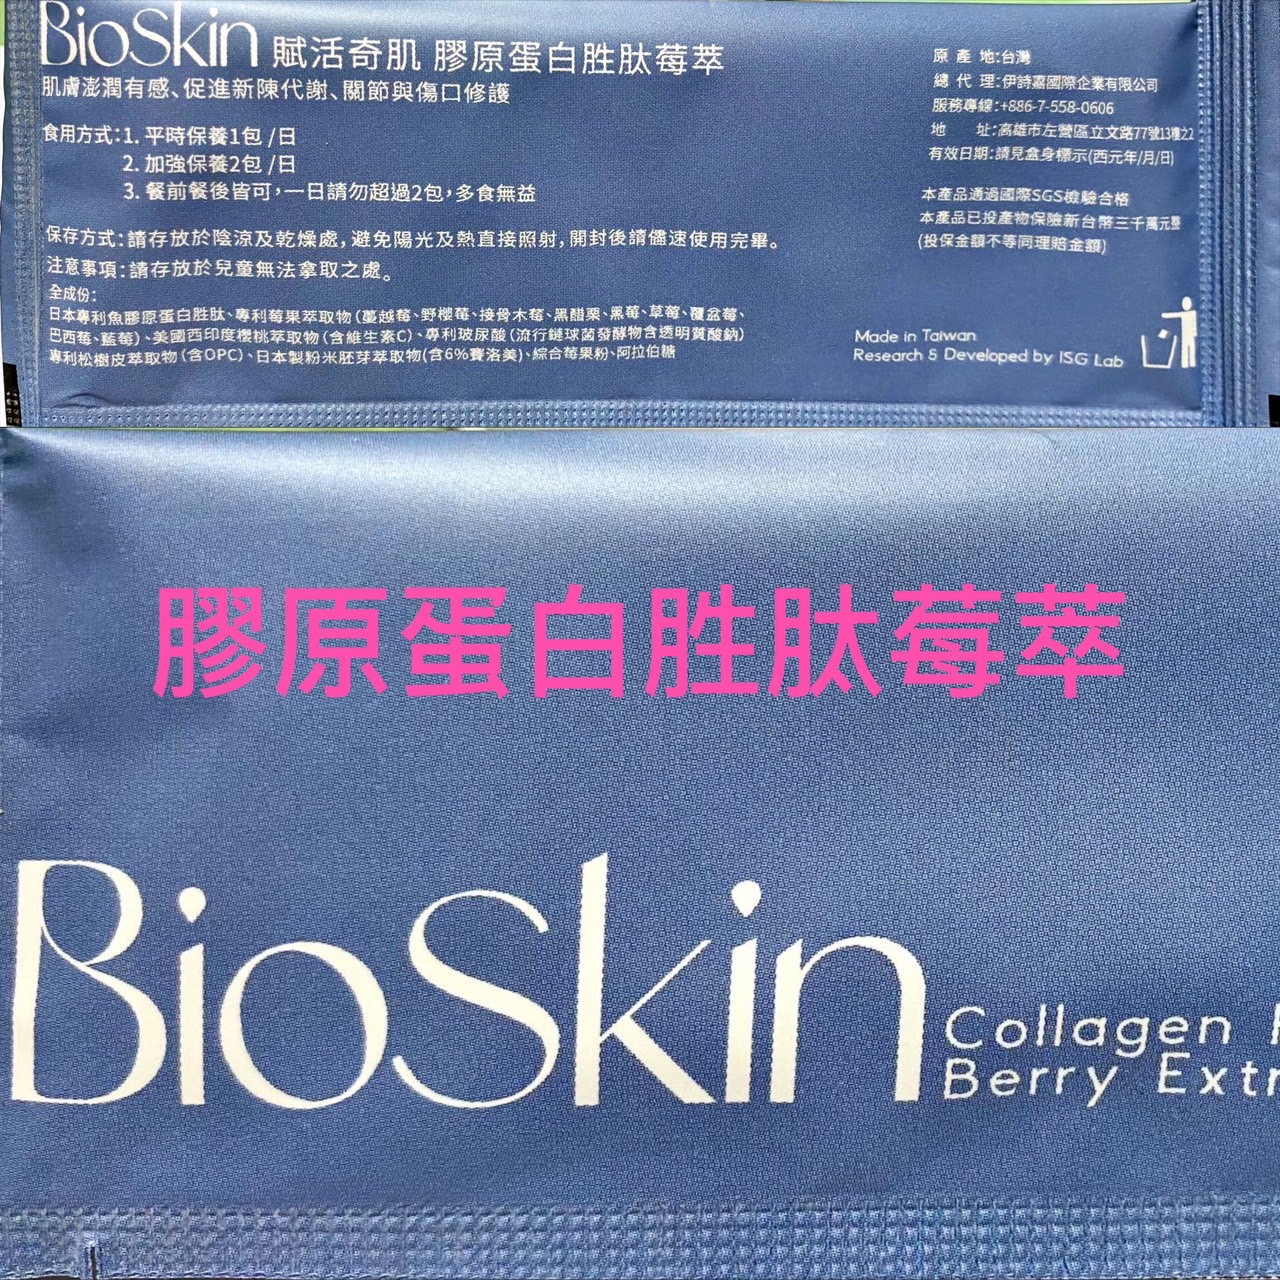 BioSkin 賦活奇肌 膠原蛋白胜肽莓萃
肌膚澎潤有感、促進新陳代謝、關節與傷口修護
食用方式:1. 平時保養1包 /日
2. 加強保養2包 /日
3. 餐前餐後皆可,一日請勿超過2包,多食無益
保存方式:請存放於陰涼及乾燥處,避免陽光及熱直接照射,開封後請儘速使用完畢。
注意事項:請存放於兒童無法拿取之處。
全成份:
日本專利魚膠原蛋白胜肽、專利莓果萃取物(蔓越莓、野櫻莓、接骨木莓、黑醋栗、黑莓、草莓、覆盆莓、
巴西莓、藍莓)、美國西印度櫻桃萃取物(含維生素C)、專利玻尿酸(流行鏈球菌發酵物含透明質酸鈉)
專利松樹皮萃取物(含OPC)、日本製粉米胚芽萃取物(含6%賽洛美)、綜合莓果粉、阿拉伯糖
原 產 地:台灣
總 代 理:伊詩嘉國際企業有限公司
服務專線:+886-7-558-0606
地 址:高雄市左營區立文路77號13樓之2
有效日期:請見盒身標示(西元年/月/日)
本產品通過國際SGS檢驗合格
本產品已投產物保險新台幣三千萬元整
(投保金額不等同理賠金額)
Made in Taiwan
Research & Developed by ISG Lab
膠原蛋白胜肽莓萃
BioSkin
Collagen
Berry Extr